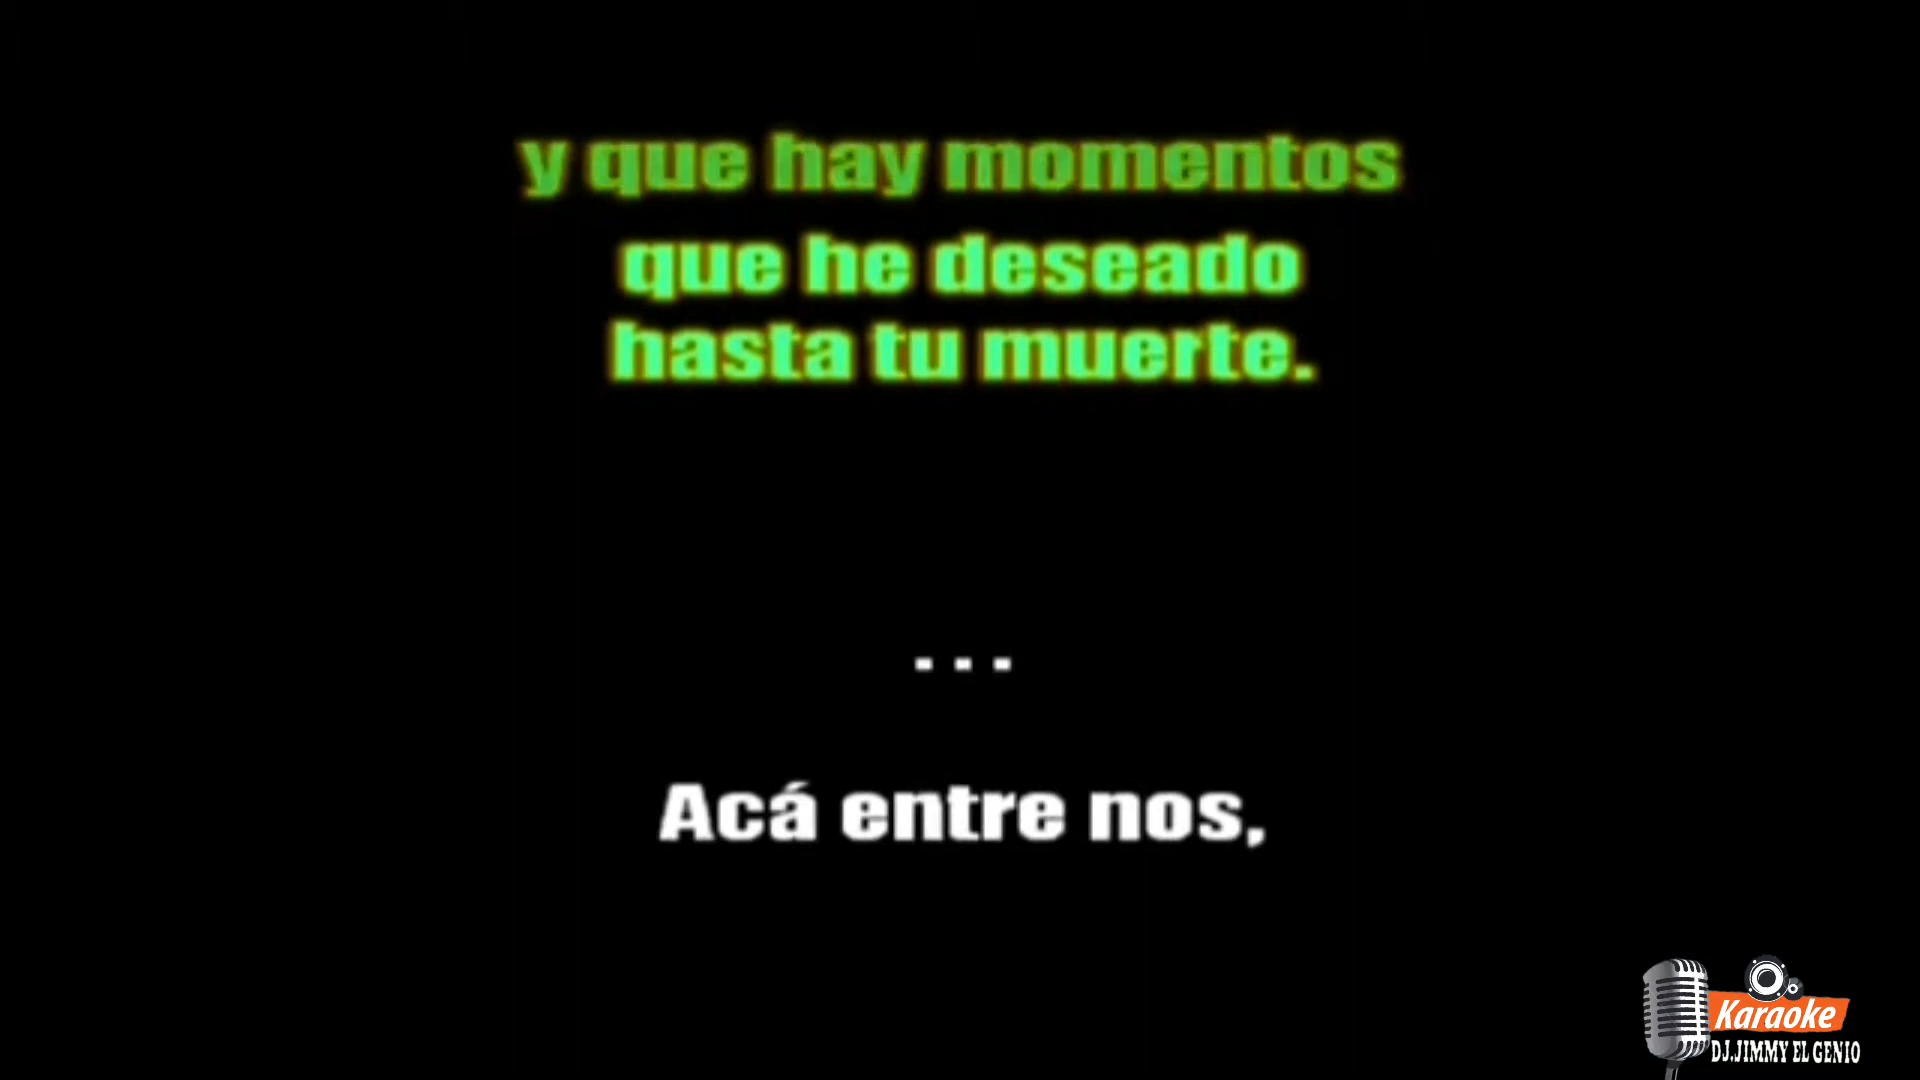 y que hay momentos
que he deseado
hasta tu muerte.
...
Acá entre nos,
Karaoke
DJ.JIMMY EL GENIO